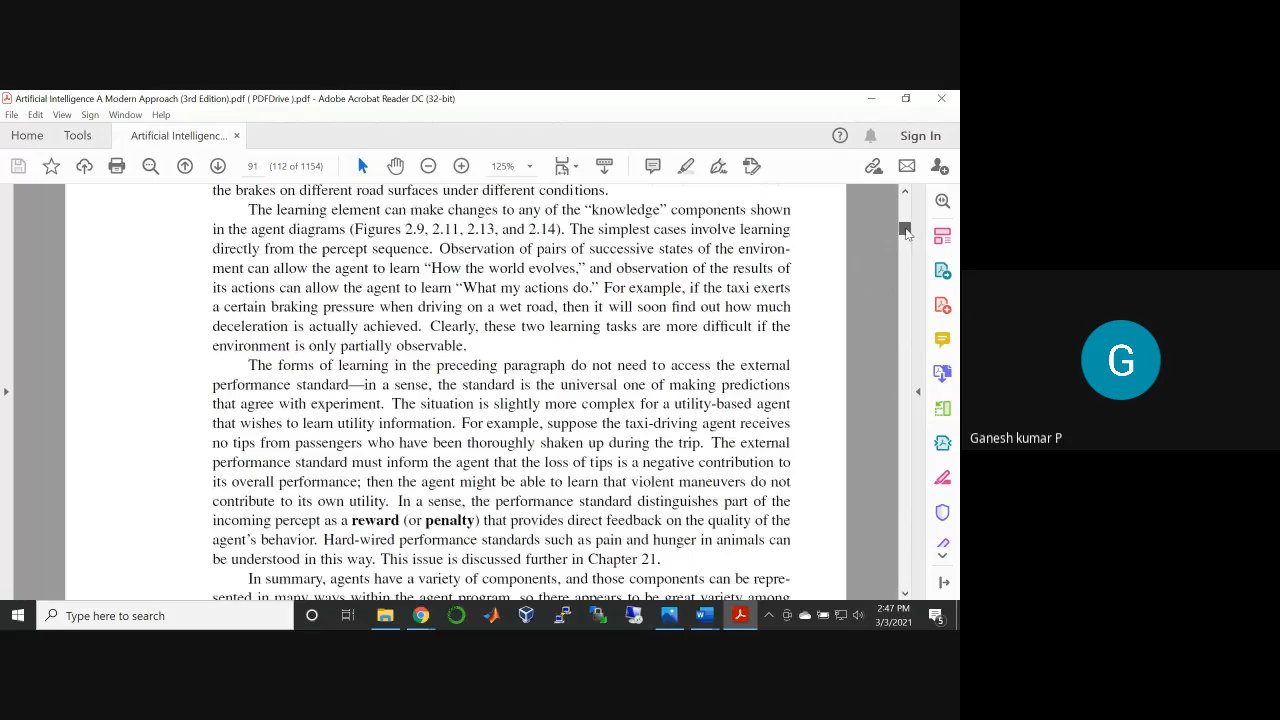 Artificial Intelligence A Modern Approach (3rd Edition).pdf ( PDFDrive ).pdf - Adobe Acrobat Reader DC (32-bit)
File Edit View Sign Window Help
Home Tools Artificial Intelligenc... × Sign In
91 (112 of 1154) 125%
the brakes on different road surfaces under different conditions.
The learning element can make changes to any of the “knowledge” components shown
in the agent diagrams (Figures 2.9, 2.11, 2.13, and 2.14). The simplest cases involve learning
directly from the percept sequence. Observation of pairs of successive states of the environ-
ment can allow the agent to learn “How the world evolves,” and observation of the results of
its actions can allow the agent to learn “What my actions do.” For example, if the taxi exerts
a certain braking pressure when driving on a wet road, then it will soon find out how much
deceleration is actually achieved. Clearly, these two learning tasks are more difficult if the
environment is only partially observable.
The forms of learning in the preceding paragraph do not need to access the external
performance standard—in a sense, the standard is the universal one of making predictions
that agree with experiment. The situation is slightly more complex for a utility-based agent
that wishes to learn utility information. For example, suppose the taxi-driving agent receives
no tips from passengers who have been thoroughly shaken up during the trip. The external
performance standard must inform the agent that the loss of tips is a negative contribution to
its overall performance; then the agent might be able to learn that violent maneuvers do not
contribute to its own utility. In a sense, the performance standard distinguishes part of the
incoming percept as a reward (or penalty) that provides direct feedback on the quality of the
agent’s behavior. Hard-wired performance standards such as pain and hunger in animals can
be understood in this way. This issue is discussed further in Chapter 21.
In summary, agents have a variety of components, and those components can be repre-
sented in many ways within the agent program, so there appears to be great variety among
Type here to search
2:47 PM
3/3/2021
5
G
Ganesh kumar P